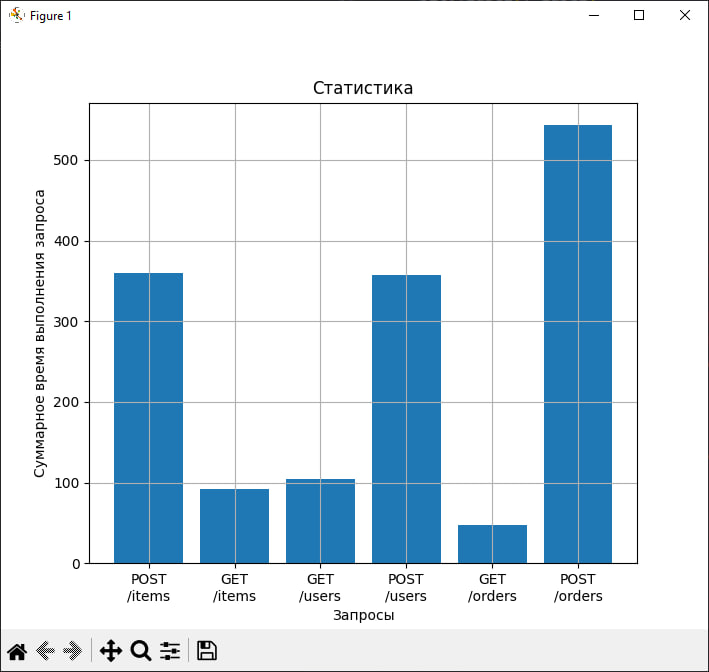 Figure 1
Статистика
Суммарное время выполнения запроса
500
400
300
200
100
0
POST GET GET POST GET POST
/items /items /users /users /orders /orders
Запросы